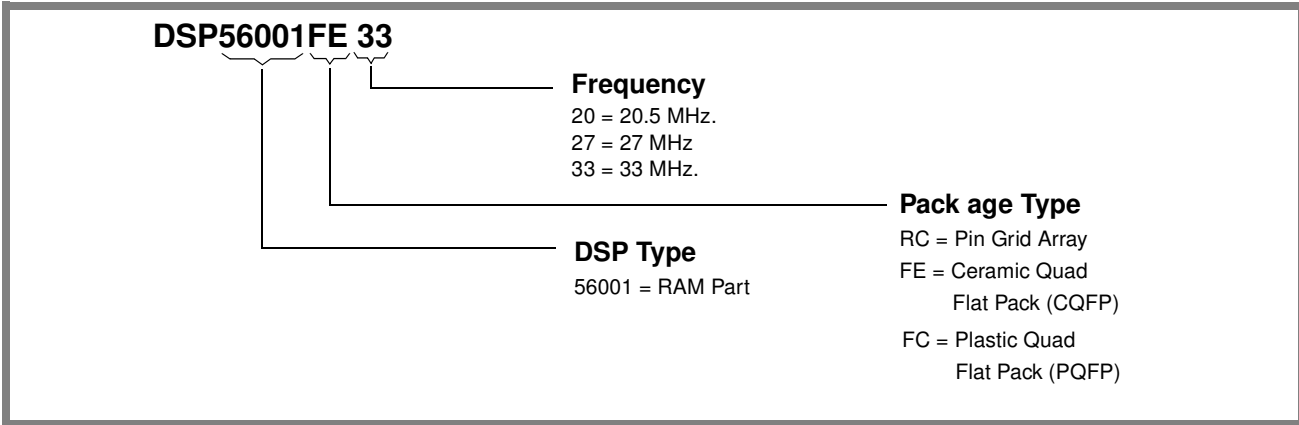 DSP56001FE 33
Frequency
20 = 20.5 MHz.
27 = 27 MHz
33 = 33 MHz.
Pack age Type
RC = Pin Grid Array
FE = Ceramic Quad
Flat Pack (CQFP)
FC = Plastic Quad
Flat Pack (PQFP)
DSP Type
56001 = RAM Part